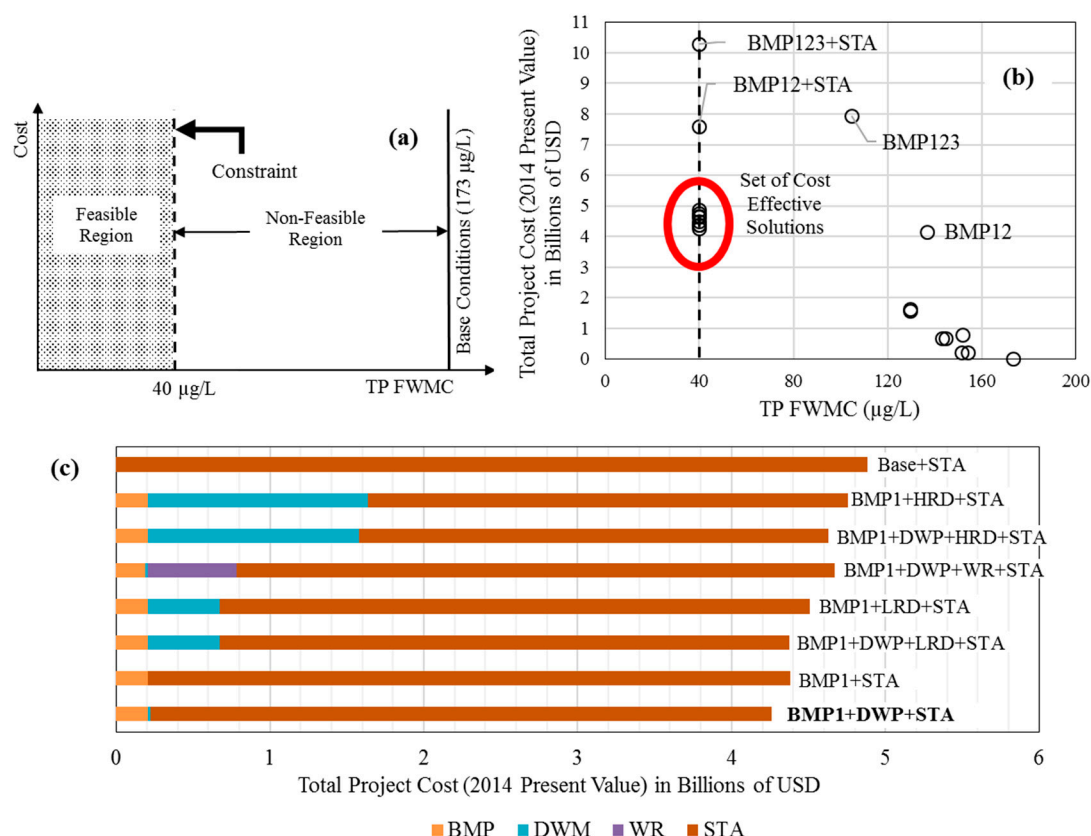 (a)
Cost
Base Conditions (173 µg/L)
Constraint
Feasible
Region
Non-Feasible
Region
40 µg/L
TP FWMC
(b)
Total Project Cost (2014 Present Value)
in Billions of USD
11
10
9
8
7
6
5
4
3
2
1
0
BMP123+STA
BMP12+STA
BMP123
Set of Cost
Effective
Solutions
BMP12
0
40
80
120
160
200
TP FWMC (µg/L)
(c)
Base+STA
BMP1+HRD+STA
BMP1+DWP+HRD+STA
BMP1+DWP+WR+STA
BMP1+LRD+STA
BMP1+DWP+LRD+STA
BMP1+STA
BMP1+DWP+STA
0
1
2
3
4
5
6
Total Project Cost (2014 Present Value) in Billions of USD
BMP
DWM
WR
STA